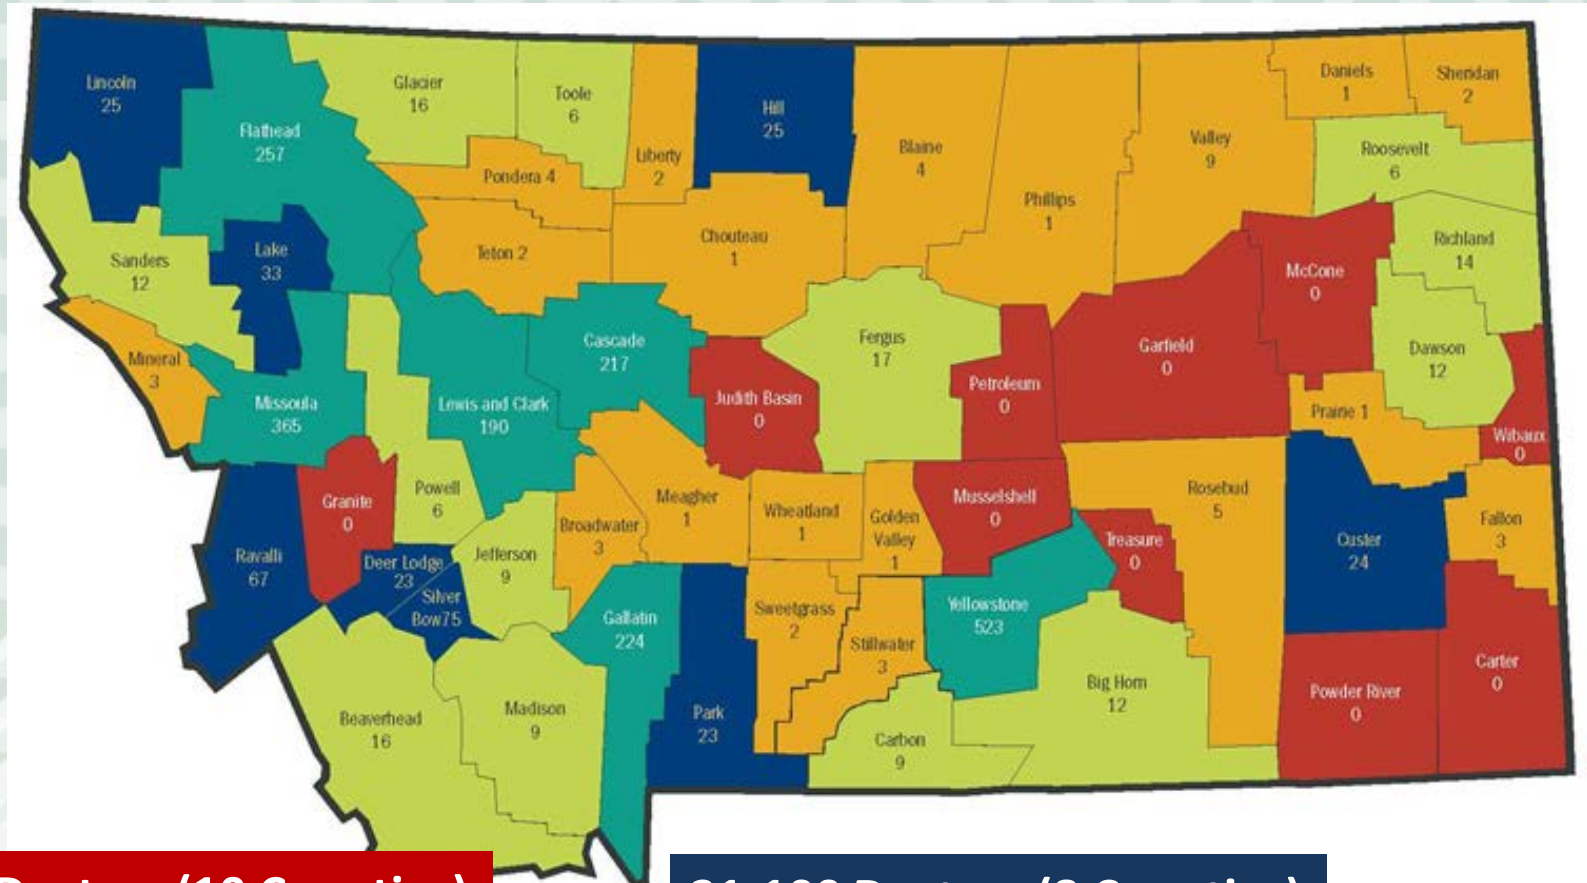 Lincoln
25
Flathead
257
Glacier
16
Toole
6
Liberty
2
Hill
25
Blaine
4
Phillips
1
Valley
9
Daniels
1
Sheridan
2
Roosevelt
6
Pondera 4
Teton 2
Chouteau
1
Sanders
12
Lake
33
Richland
14
McCone
0
Mineral
3
Missoula
365
Lewis and Clark
190
Cascade
217
Judith Basin
0
Fergus
17
Petroleum
0
Garfield
0
Dawson
12
Prairie 1
Wibaux
0
Granite
0
Powell
6
Meagher
1
Wheatland
1
Golden
Valley
1
Musselshell
0
Rosebud
5
Custer
24
Fallon
3
Ravalli
67
Deer Lodge
23
Silver
Bow75
Jefferson
9
Broadwater
3
Gallatin
224
Park
23
Sweetgrass
2
Stillwater
3
Yellowstone
523
Treasure
0
Big Horn
12
Powder River
0
Carter
0
Beaverhead
16
Madison
9
Carbon
9